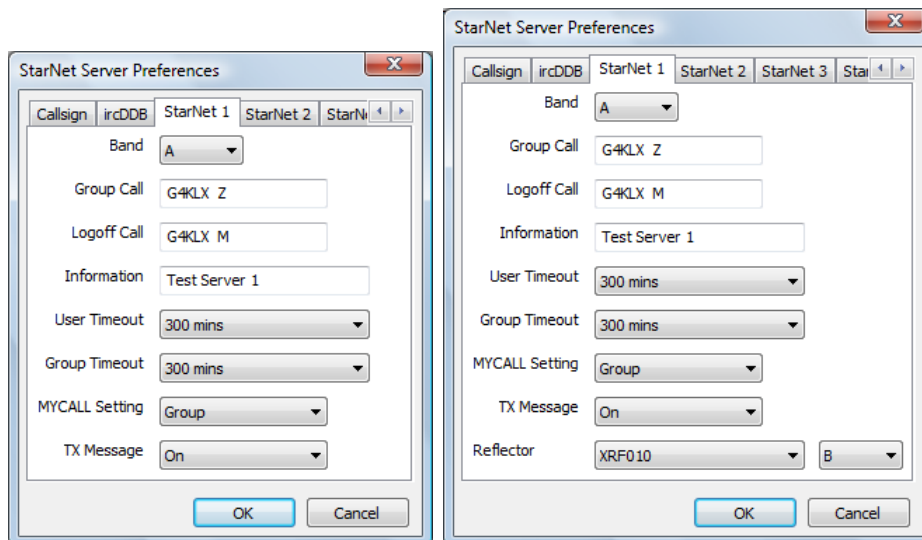 StarNet Server Preferences
Callsign ircDDB StarNet 1 StarNet 2 StarN
Band A
Group Call G4KLX Z
Logoff Call G4KLX M
Information Test Server 1
User Timeout 300 mins
Group Timeout 300 mins
MYCALL Setting Group
TX Message On
OK Cancel
StarNet Server Preferences
Callsign ircDDB StarNet 1 StarNet 2 StarNet 3 Star
Band A
Group Call G4KLX Z
Logoff Call G4KLX M
Information Test Server 1
User Timeout 300 mins
Group Timeout 300 mins
MYCALL Setting Group
TX Message On
Reflector XRF010 B
OK Cancel